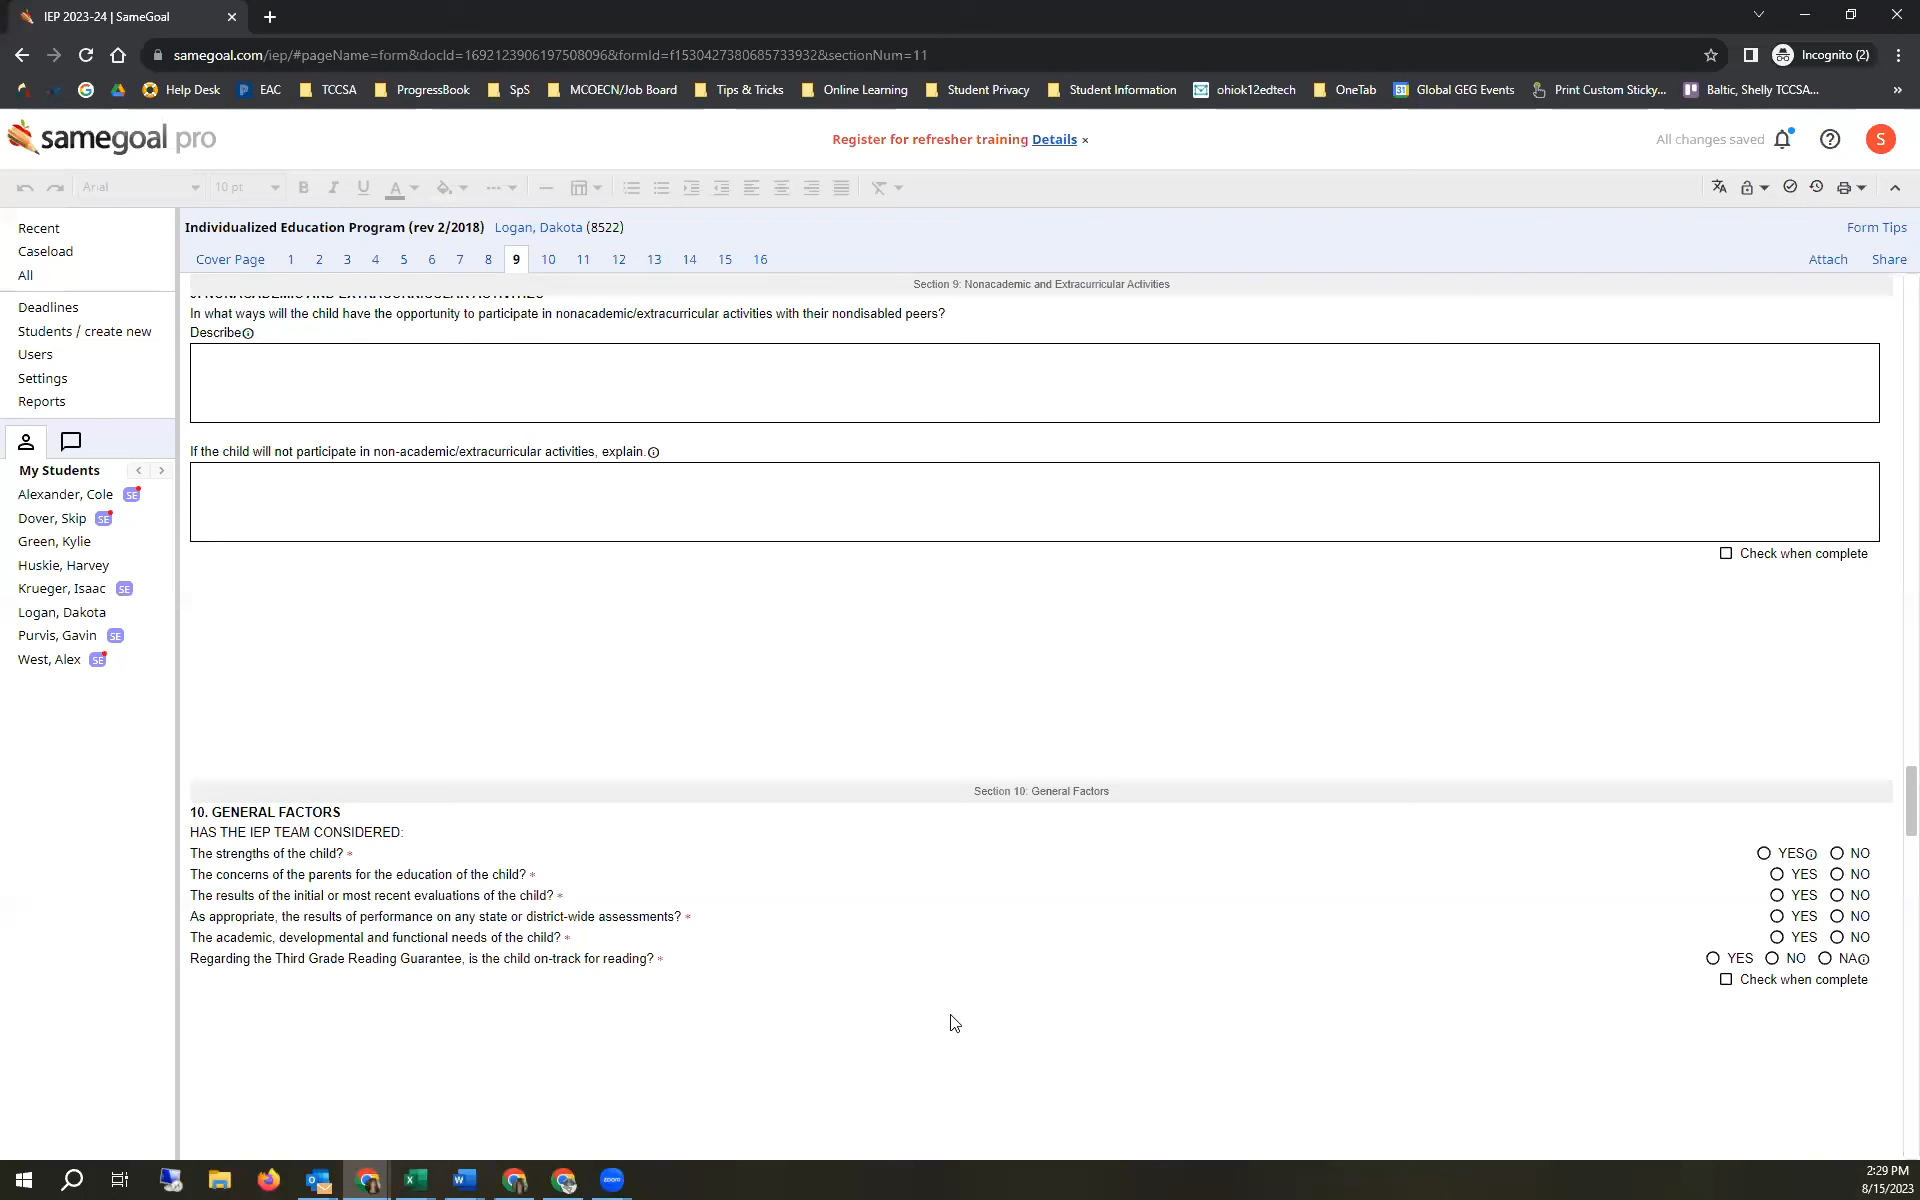 IEP 2023-24 | SameGoal
samegoal.com/iep/#pageName=form&docId=1692123906197508096&formId=f1530427380685733932&sectionNum=11
Incognito (2)
Help Desk EAC TCCSA ProgressBook SpS MCOECN/Job Board Tips & Tricks Online Learning Student Privacy Student Information ohiok12edtech OneTab Global GEG Events Print Custom Sticky... Baltic, Shelly TCCSA... »
samegoal pro
Register for refresher training Details ×
All changes saved
S
Arial 10 pt B I U A
Recent
Caseload
All
Deadlines
Students / create new
Users
Settings
Reports
My Students
Alexander, Cole SE
Dover, Skip SE
Green, Kylie
Huskie, Harvey
Krueger, Isaac SE
Logan, Dakota
Purvis, Gavin SE
West, Alex SE
Individualized Education Program (rev 2/2018) Logan, Dakota (8522)
Form Tips
Cover Page 1 2 3 4 5 6 7 8 9 10 11 12 13 14 15 16
Attach Share
Section 9: Nonacademic and Extracurricular Activities
9. NONACADEMIC AND EXTRACURRICULAR ACTIVITIES
In what ways will the child have the opportunity to participate in nonacademic/extracurricular activities with their nondisabled peers?
Describe
If the child will not participate in non-academic/extracurricular activities, explain.
Check when complete
Section 10: General Factors
10. GENERAL FACTORS
HAS THE IEP TEAM CONSIDERED:
The strengths of the child? * YES NO
The concerns of the parents for the education of the child? * YES NO
The results of the initial or most recent evaluations of the child? * YES NO
As appropriate, the results of performance on any state or district-wide assessments? * YES NO
The academic, developmental and functional needs of the child? * YES NO
Regarding the Third Grade Reading Guarantee, is the child on-track for reading? * YES NO NA
Check when complete
zoom
2:29 PM
8/15/2023